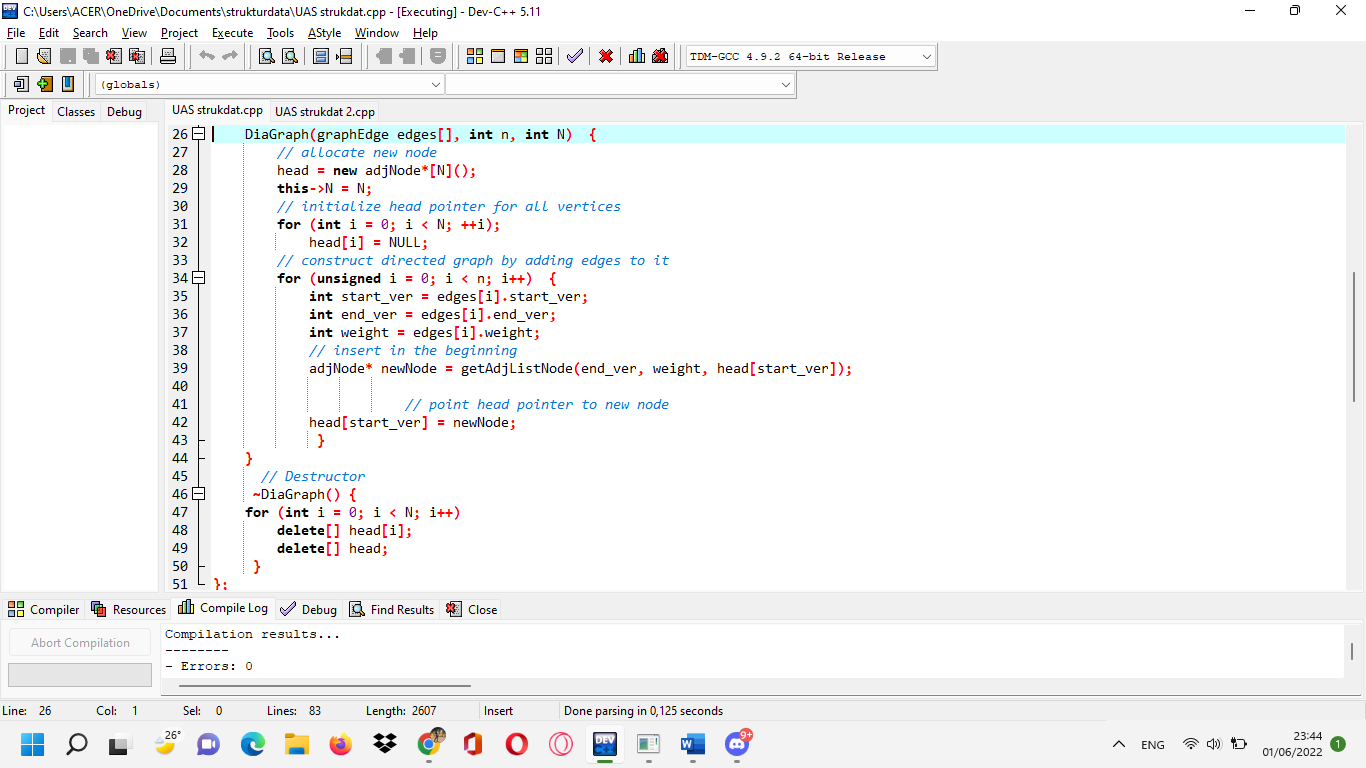 C:\Users\ACER\OneDrive\Documents\strukturdata\UAS strukdat.cpp - [Executing] - Dev-C++ 5.11
File Edit Search View Project Execute Tools AStyle Window Help
TDM-GCC 4.9.2 64-bit Release
(globals)
Project Classes Debug
UAS strukdat.cpp UAS strukdat 2.cpp
26 DiaGraph(graphEdge edges[], int n, int N)  {
27 // allocate new node
28 head = new adjNode*[N]();
29 this->N = N;
30 // initialize head pointer for all vertices
31 for (int i = 0; i < N; ++i);
32 head[i] = NULL;
33 // construct directed graph by adding edges to it
34 for (unsigned i = 0; i < n; i++)  {
35 int start_ver = edges[i].start_ver;
36 int end_ver = edges[i].end_ver;
37 int weight = edges[i].weight;
38 // insert in the beginning
39 adjNode* newNode = getAdjListNode(end_ver, weight, head[start_ver]);
40
41 // point head pointer to new node
42 head[start_ver] = newNode;
43 }
44 }
45 // Destructor
46 ~DiaGraph() {
47 for (int i = 0; i < N; i++)
48 delete[] head[i];
49 delete[] head;
50 }
51 };
Compiler Resources Compile Log Debug Find Results Close
Abort Compilation
Compilation results...
--------
- Errors: 0
Line: 26 Col: 1 Sel: 0 Lines: 83 Length: 2607 Insert Done parsing in 0,125 seconds
26°
DEV
9+
ENG
23:44
01/06/2022
1